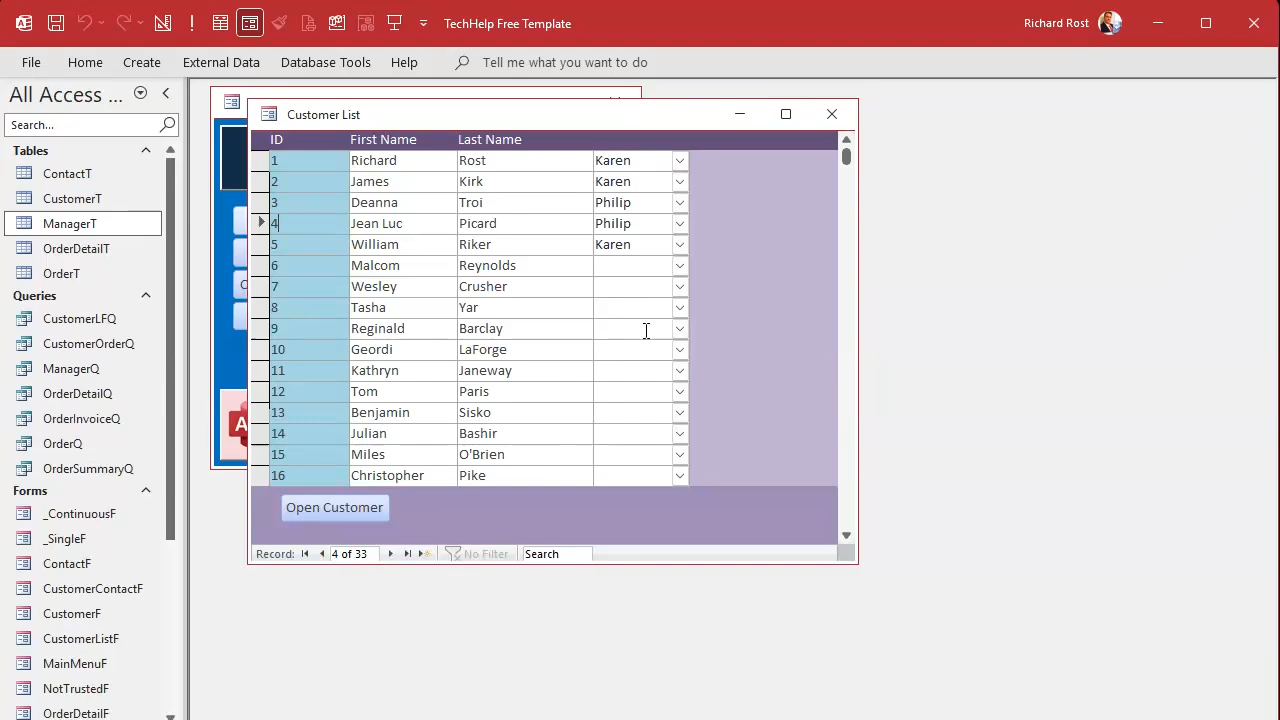 TechHelp Free Template
Richard Rost
File Home Create External Data Database Tools Help Tell me what you want to do
All Access ...
Search...
Tables
ContactT
CustomerT
ManagerT
OrderDetailT
OrderT
Queries
CustomerLFQ
CustomerOrderQ
ManagerQ
OrderDetailQ
OrderInvoiceQ
OrderQ
OrderSummaryQ
Forms
_ContinuousF
_SingleF
ContactF
CustomerContactF
CustomerF
CustomerListF
MainMenuF
NotTrustedF
OrderDetailF
Customer List
ID First Name Last Name
1 Richard Rost Karen
2 James Kirk Karen
3 Deanna Troi Philip
4 Jean Luc Picard Philip
5 William Riker Karen
6 Malcom Reynolds
7 Wesley Crusher
8 Tasha Yar
9 Reginald Barclay
10 Geordi LaForge
11 Kathryn Janeway
12 Tom Paris
13 Benjamin Sisko
14 Julian Bashir
15 Miles O'Brien
16 Christopher Pike
Open Customer
Record: 4 of 33 No Filter Search